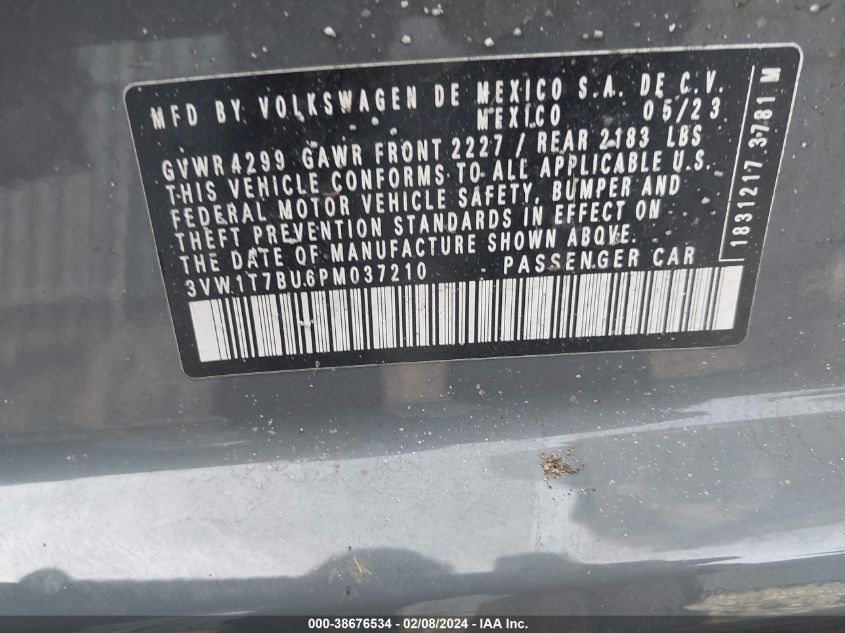 MFD BY VOLKSWAGEN DE MEXICO S.A. DE C.V.
MEXICO 05/23
GVWR 4299 GAWR FRONT 2227 / REAR 2183 LBS
THIS VEHICLE CONFORMS TO ALL APPLICABLE U.S.
FEDERAL MOTOR VEHICLE SAFETY, BUMPER AND
THEFT PREVENTION STANDARDS IN EFFECT ON
THE DATE OF MANUFACTURE SHOWN ABOVE.
3VW1T7BU6PM037210 PASSENGER CAR
1831217 3781 M
000-38676534 - 02/08/2024 - IAA Inc.